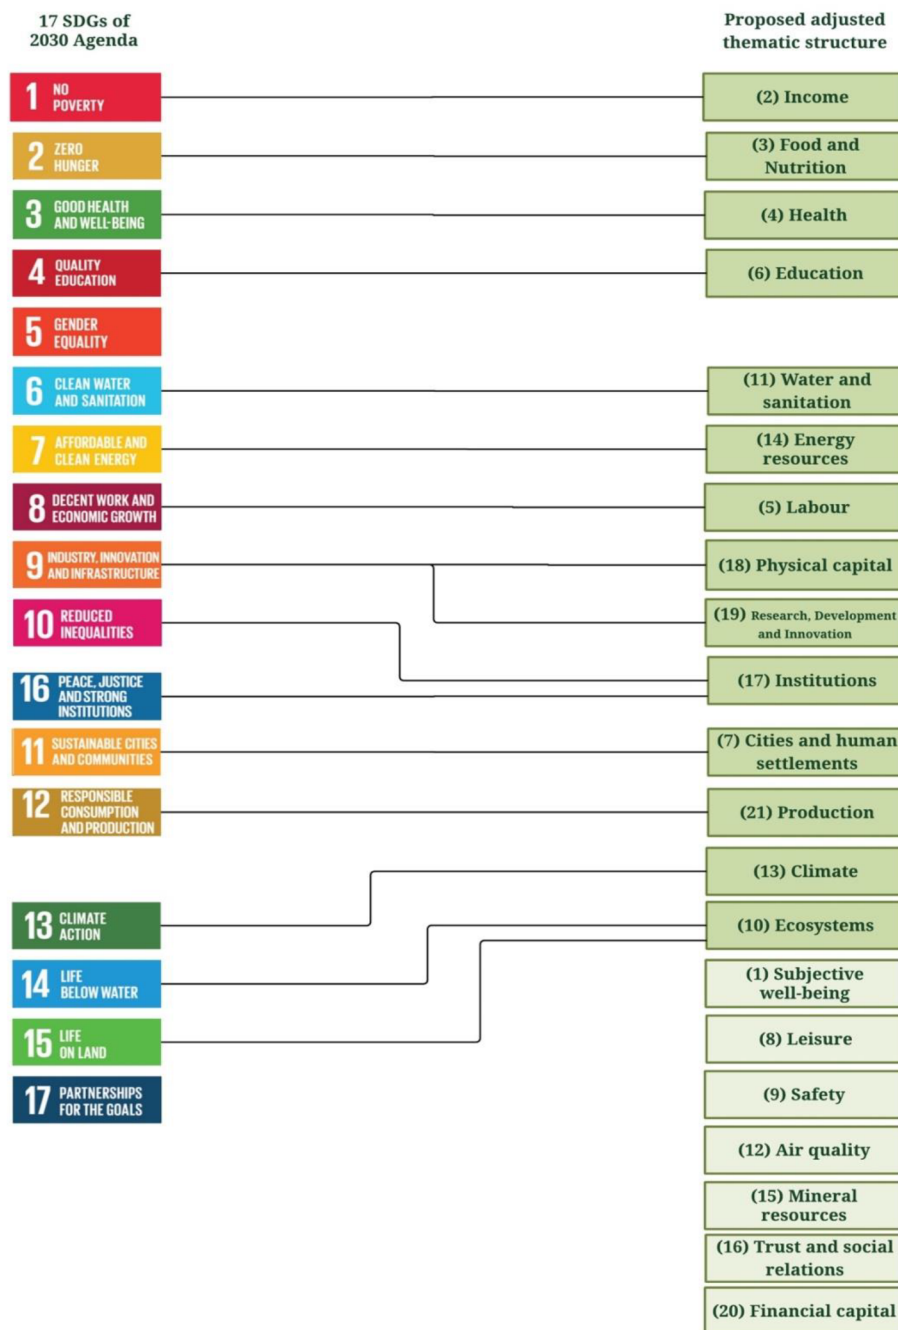 17 SDGs of
2030 Agenda
Proposed adjusted
thematic structure
1 NO
POVERTY
(2) Income
2 ZERO
HUNGER
(3) Food and
Nutrition
3 GOOD HEALTH
AND WELL-BEING
(4) Health
4 QUALITY
EDUCATION
(6) Education
5 GENDER
EQUALITY
6 CLEAN WATER
AND SANITATION
(11) Water and
sanitation
7 AFFORDABLE AND
CLEAN ENERGY
(14) Energy
resources
8 DECENT WORK AND
ECONOMIC GROWTH
(5) Labour
9 INDUSTRY, INNOVATION
AND INFRASTRUCTURE
(18) Physical capital
10 REDUCED
INEQUALITIES
(19) Research, Development
and Innovation
16 PEACE, JUSTICE
AND STRONG
INSTITUTIONS
(17) Institutions
11 SUSTAINABLE CITIES
AND COMMUNITIES
(7) Cities and human
settlements
12 RESPONSIBLE
CONSUMPTION
AND PRODUCTION
(21) Production
(13) Climate
13 CLIMATE
ACTION
(10) Ecosystems
14 LIFE
BELOW WATER
(1) Subjective
well-being
15 LIFE
ON LAND
(8) Leisure
17 PARTNERSHIPS
FOR THE GOALS
(9) Safety
(12) Air quality
(15) Mineral
resources
(16) Trust and social
relations
(20) Financial capital